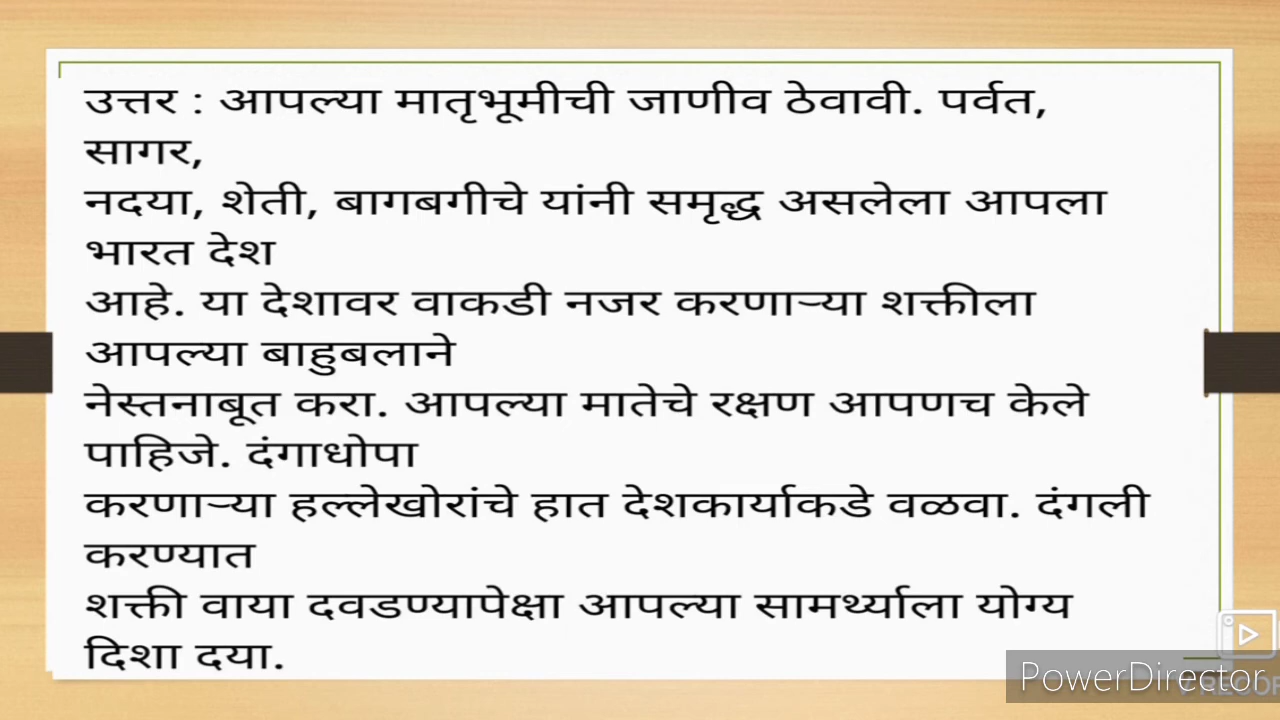 उत्तर : आपल्या मातृभूमीची जाणीव ठेवावी. पर्वत,
सागर,
नदया, शेती, बागबगीचे यांनी समृद्ध असलेला आपला
भारत देश
आहे. या देशावर वाकडी नजर करणाऱ्या शक्तीला
आपल्या बाहुबलाने
नेस्तनाबूत करा. आपल्या मातेचे रक्षण आपणच केले
पाहिजे. दंगाधोपा
करणाऱ्या हल्लेखोरांचे हात देशकार्याकडे वळवा. दंगली
करण्यात
शक्ती वाया दवडण्यापेक्षा आपल्या सामर्थ्याला योग्य
दिशा दया.
PowerDirector